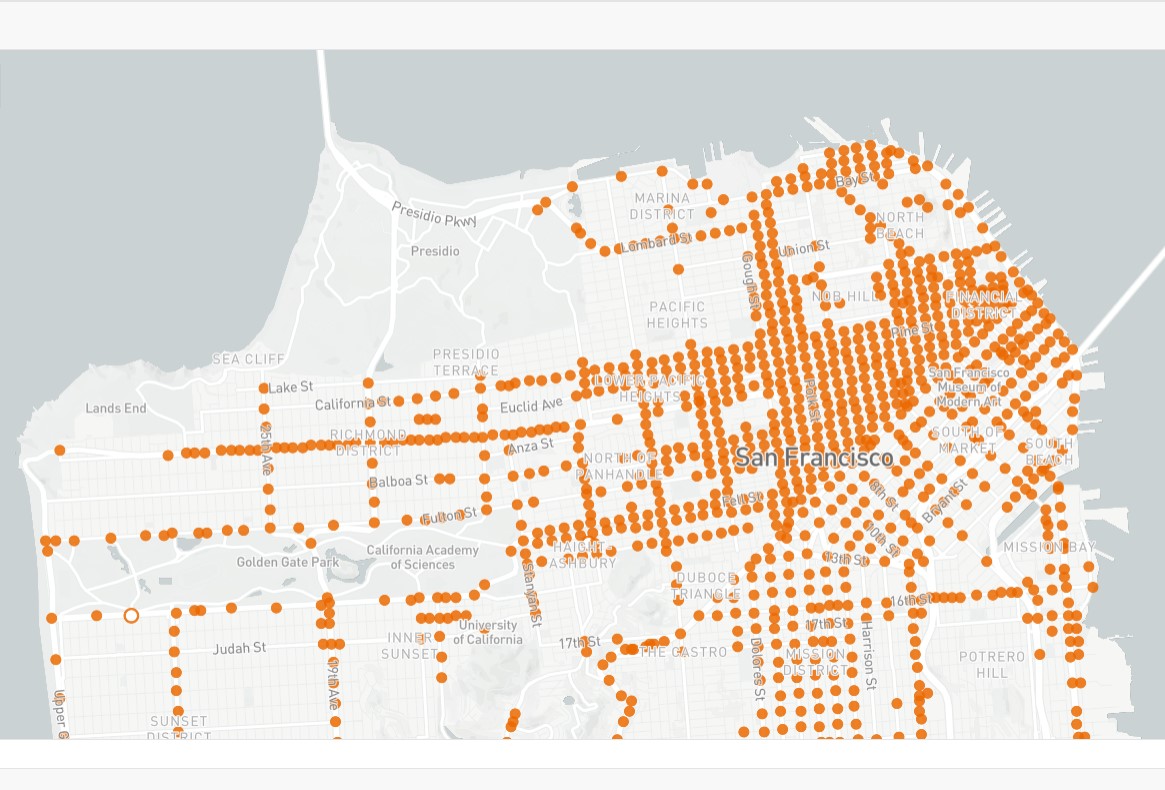 Presidio Pkwy
MARINA
DISTRICT
Bay St
NORTH
BEACH
Presidio
Lombard St
Union St
Gough St
NOB HILL
FINANCIAL
DISTRICT
PACIFIC
HEIGHTS
Pine St
SEA CLIFF
PRESIDIO
TERRACE
San Francisco
Museum of
Modern Art
Lake St
LOWER PACIFIC
HEIGHTS
California St
Euclid Ave
Lands End
25th Ave
RICHMOND
DISTRICT
Anza St
SOUTH OF
MARKET
SOUTH
BEACH
San Francisco
NORTH OF
PANHANDLE
Balboa St
8th St
Bryant St
Fell St
Fulton St
10th St
HAIGHT-
ASHBURY
California Academy
of Sciences
Golden Gate Park
MISSION BAY
13th St
DUBOCE
TRIANGLE
Stanyan St
16th St
University
of California
17th St
INNER
SUNSET
Judah St
17th St
THE CASTRO
Dolores St
MISSION
DISTRICT
Harrison St
POTRERO
HILL
19th Ave
Upper G
SUNSET
DISTRICT